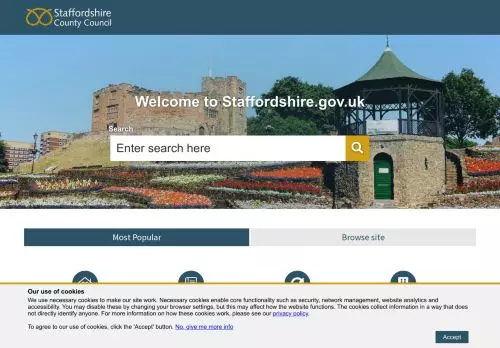 Staffordshire
County Council
Welcome to Staffordshire.gov.uk
Search
Enter search here
Most Popular
Browse site
Our use of cookies
We use necessary cookies to make our site work. Necessary cookies enable core functionality such as security, network management, website analytics and
accessibility. You may disable these by changing your browser settings, but this may affect how the website functions. The cookies collect information in a way that does
not directly identify anyone. For more information on how these cookies work, please see our privacy policy.
To agree to our use of cookies, click the 'Accept' button. No, give me more info
Accept